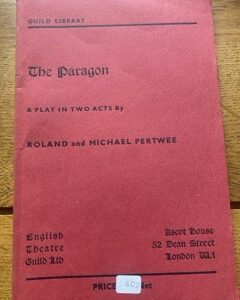 GUILD LIBRARY
The Paragon
A PLAY IN TWO ACTS By
ROLAND and MICHAEL PERTWEE
English Ascot House
Theatre 52 Dean Street
Guild Ltd London W.1
PRICE Net